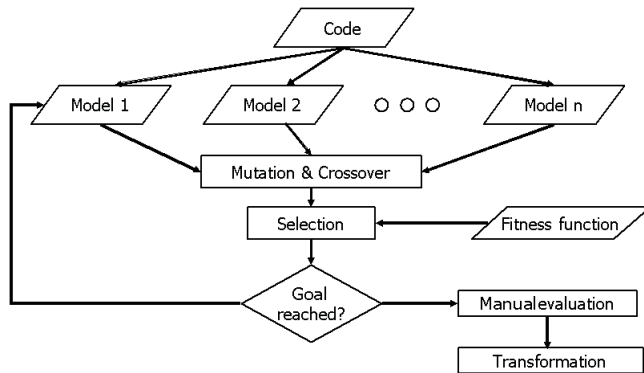 Code
Model 1
Model 2
Model n
Mutation & Crossover
Selection
Fitness function
Goal
reached?
Manualevaluation
Transformation